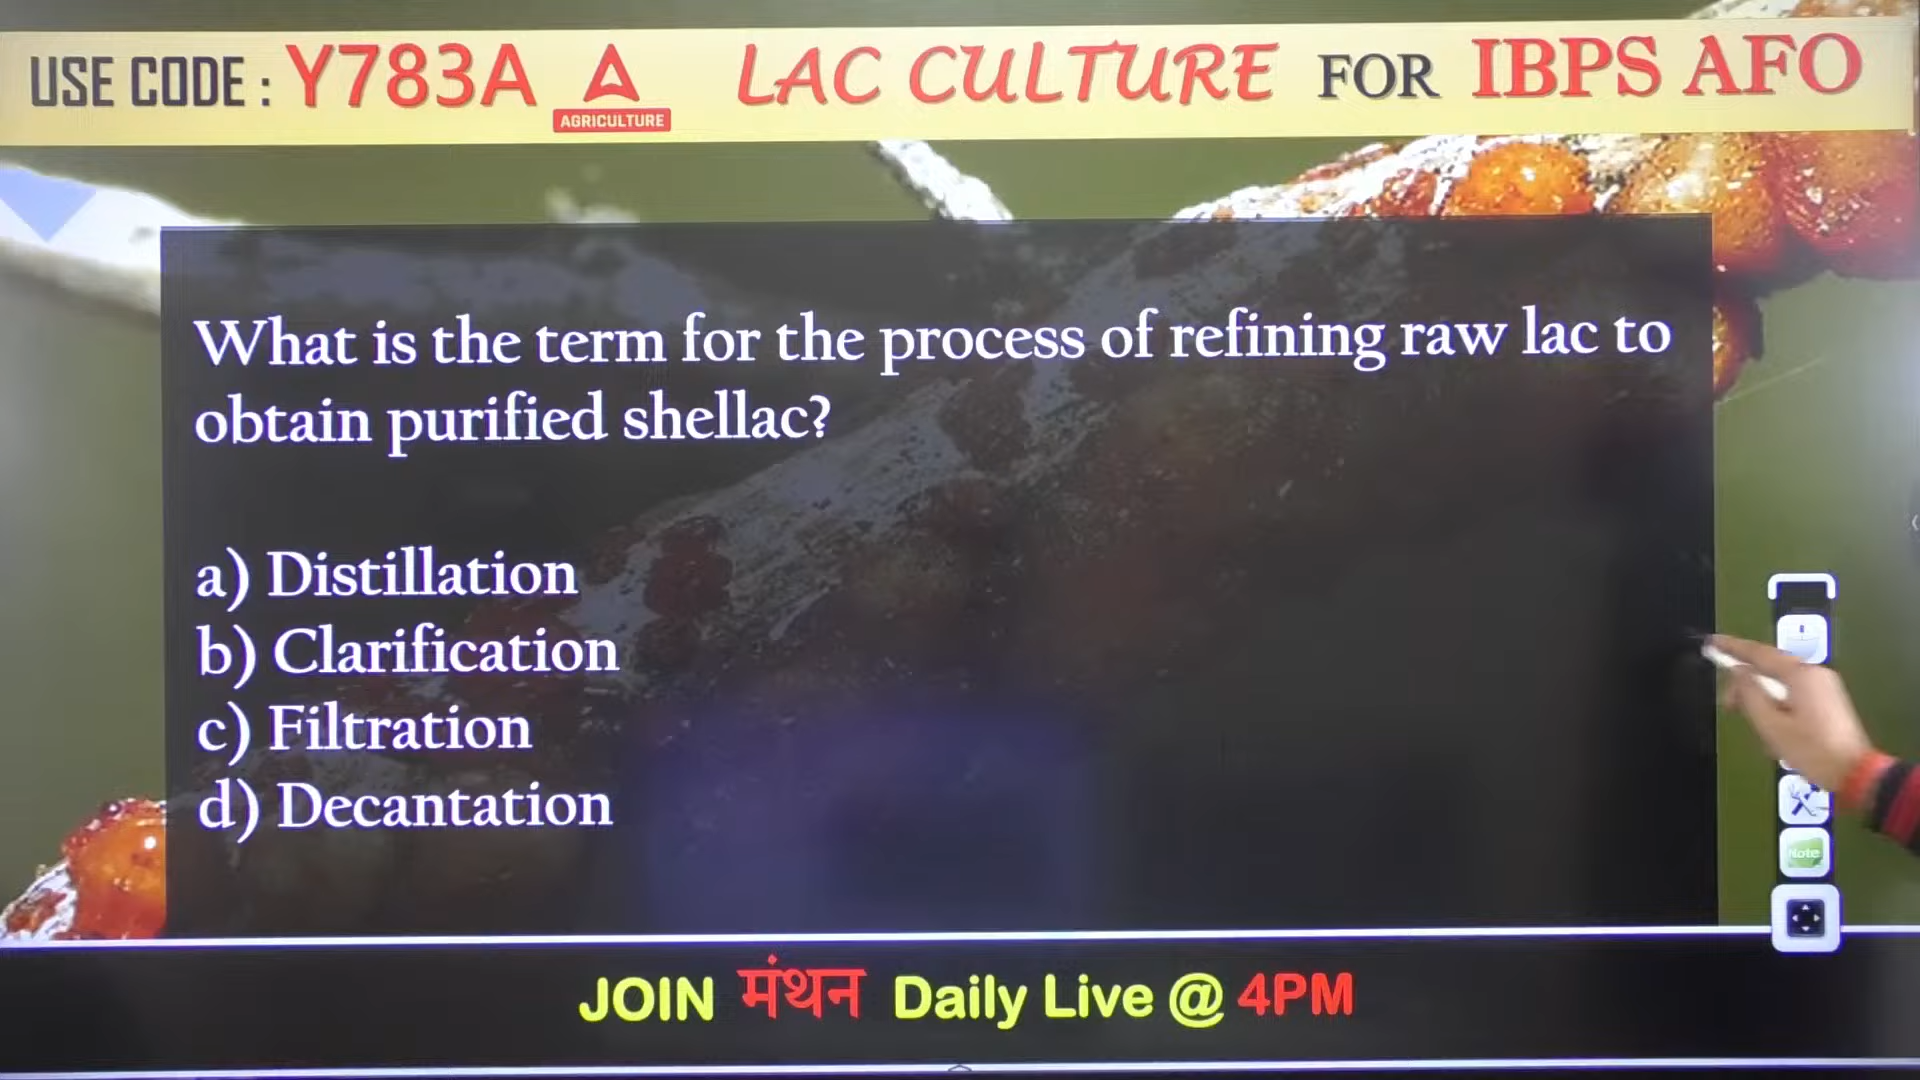 USE CODE : Y783A AGRICULTURE LAC CULTURE FOR IBPS AFO
What is the term for the process of refining raw lac to
obtain purified shellac?
a) Distillation
b) Clarification
c) Filtration
d) Decantation
Note
JOIN मंथन Daily Live @ 4PM